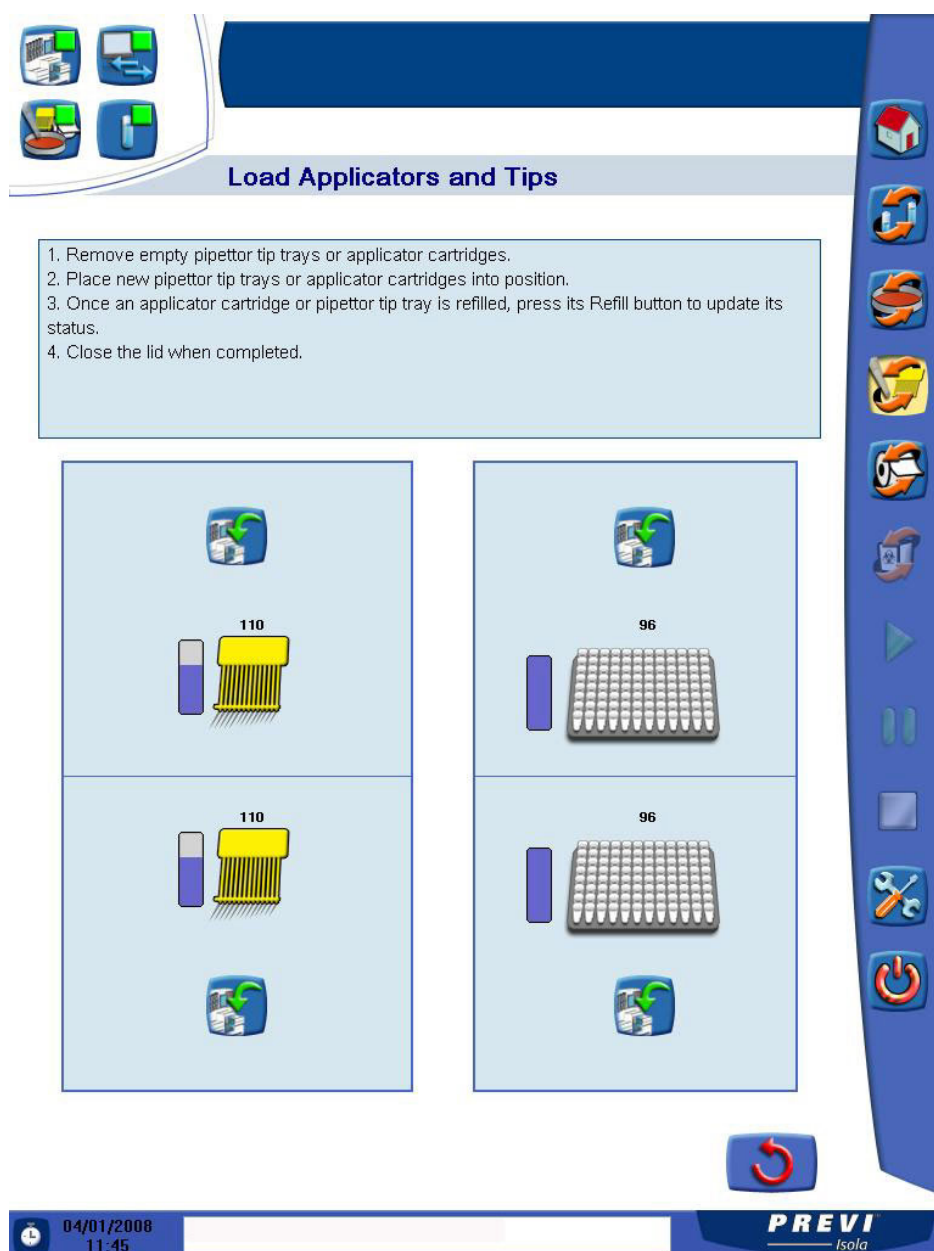 Load Applicators and Tips
1. Remove empty pipettor tip trays or applicator cartridges.
2. Place new pipettor tip trays or applicator cartridges into position.
3. Once an applicator cartridge or pipettor tip tray is refilled, press its Refill button to update its
status.
4. Close the lid when completed.
110
96
110
96
04/01/2008
11:45
PREVI™
Isola